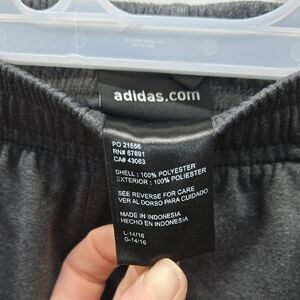 adidas.com
PO 21556
RN# 67891
CA# 43063
SHELL : 100% POLYESTER
EXTERIOR : 100% POLIESTER
SEE REVERSE FOR CARE
VER AL DORSO PARA CUIDADO
MADE IN INDONESIA
HECHO EN INDONESIA
L-14/16
G-14/16